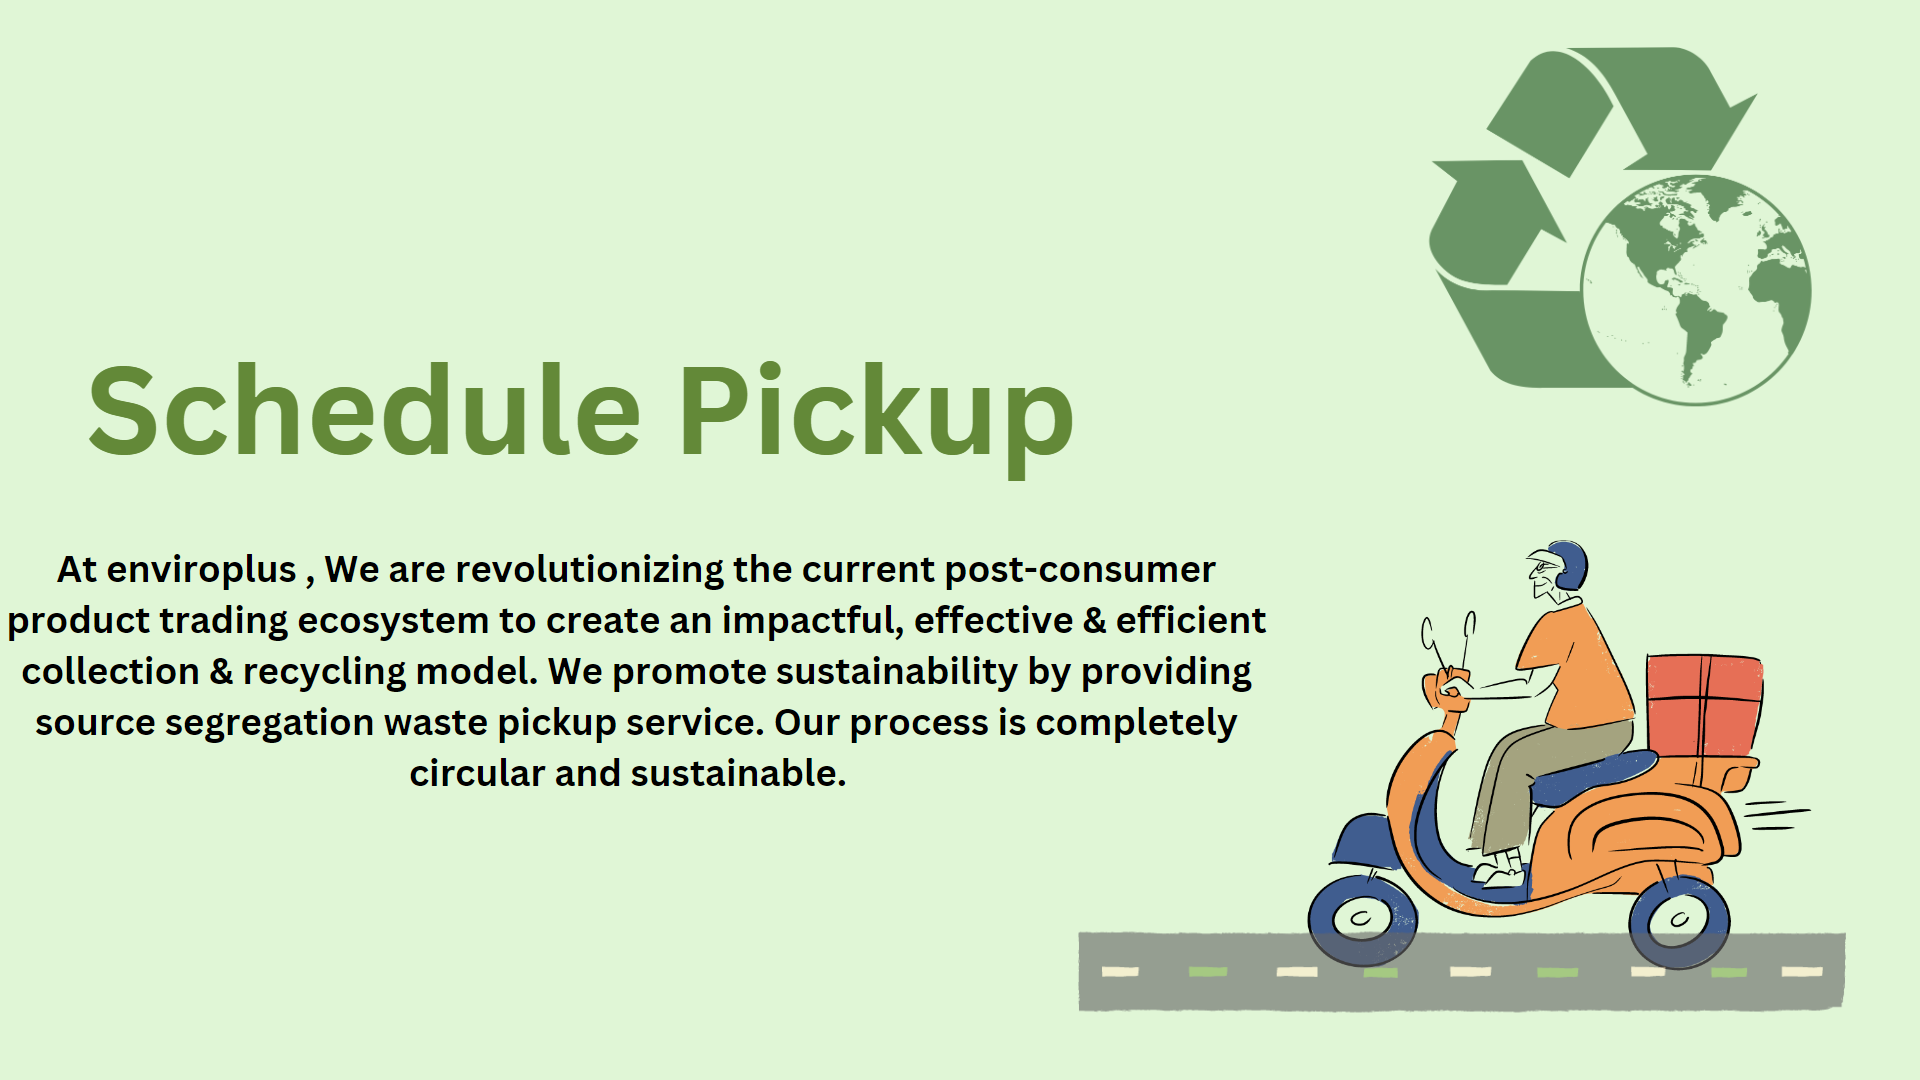 Schedule Pickup
At enviroplus , We are revolutionizing the current post-consumer
product trading ecosystem to create an impactful, effective & efficient
collection & recycling model. We promote sustainability by providing
source segregation waste pickup service. Our process is completely
circular and sustainable.